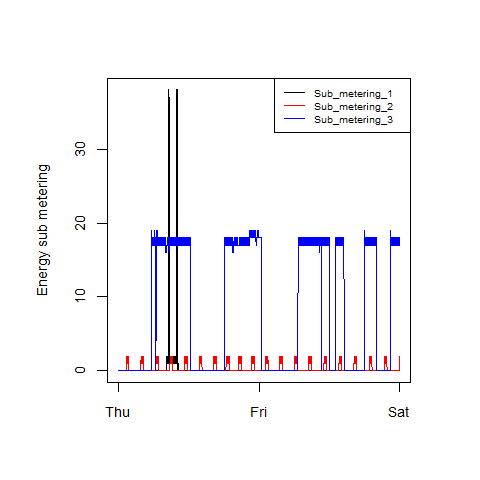 Sub_metering_1
Sub_metering_2
Sub_metering_3
Energy sub metering
30
20
10
0
Thu
Fri
Sat